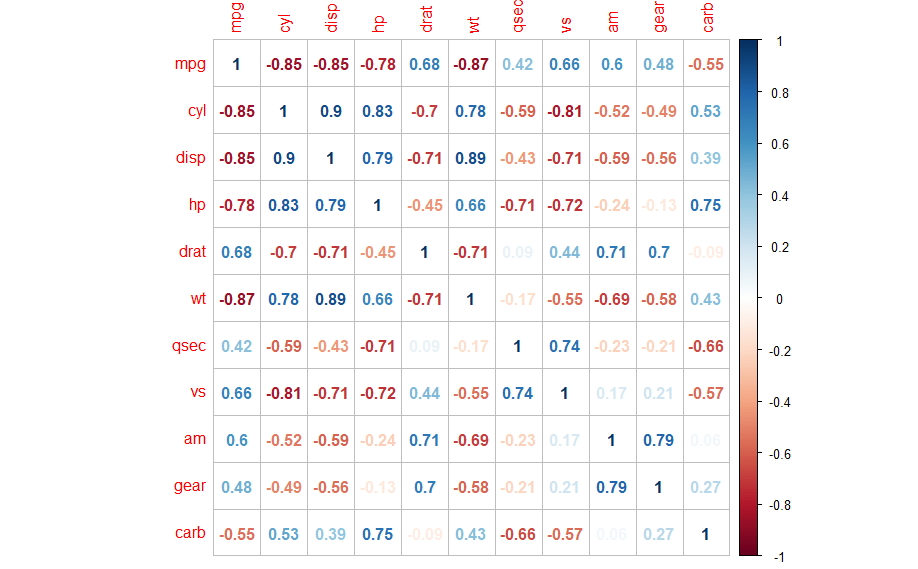 mpg cyl disp hp drat wt qsec vs am gear carb
mpg 1 -0.85 -0.85 -0.78 0.68 -0.87 0.42 0.66 0.6 0.48 -0.55
cyl -0.85 1 0.9 0.83 -0.7 0.78 -0.59 -0.81 -0.52 -0.49 0.53
disp -0.85 0.9 1 0.79 -0.71 0.89 -0.43 -0.71 -0.59 -0.56 0.39
hp -0.78 0.83 0.79 1 -0.45 0.66 -0.71 -0.72 -0.24 -0.13 0.75
drat 0.68 -0.7 -0.71 -0.45 1 -0.71 0.09 0.44 0.71 0.7 -0.09
wt -0.87 0.78 0.89 0.66 -0.71 1 -0.17 -0.55 -0.69 -0.58 0.43
qsec 0.42 -0.59 -0.43 -0.71 0.09 -0.17 1 0.74 -0.23 -0.21 -0.66
vs 0.66 -0.81 -0.71 -0.72 0.44 -0.55 0.74 1 0.17 0.21 -0.57
am 0.6 -0.52 -0.59 -0.24 0.71 -0.69 -0.23 0.17 1 0.79 0.06
gear 0.48 -0.49 -0.56 -0.13 0.7 -0.58 -0.21 0.21 0.79 1 0.27
carb -0.55 0.53 0.39 0.75 -0.09 0.43 -0.66 -0.57 0.06 0.27 1
1
0.8
0.6
0.4
0.2
0
-0.2
-0.4
-0.6
-0.8
-1